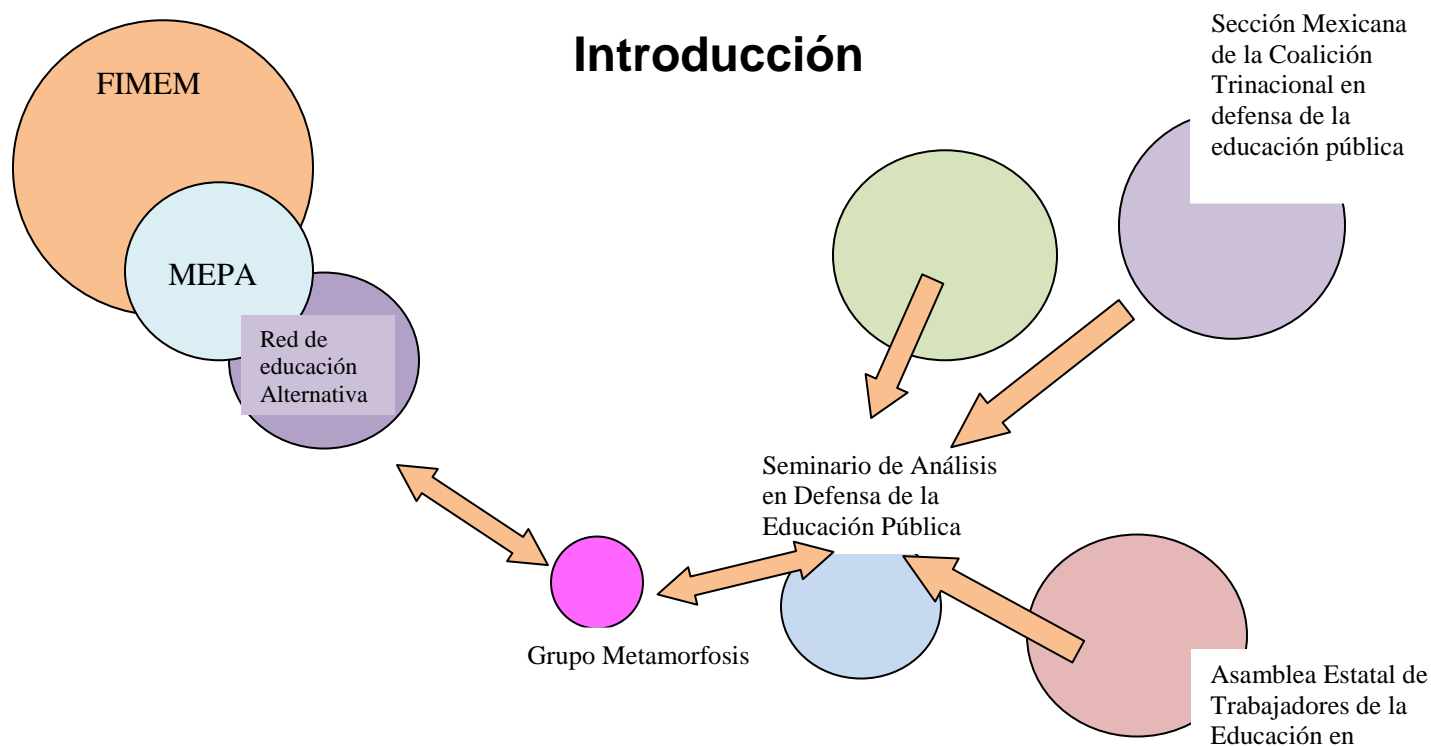 Introducción
FIMEM
MEPA
Red de
educación
Alternativa
Sección Mexicana
de la Coalición
Trinacional en
defensa de la
educación pública
Seminario de Análisis
en Defensa de la
Educación Pública
Grupo Metamorfosis
Asamblea Estatal de
Trabajadores de la
Educación en